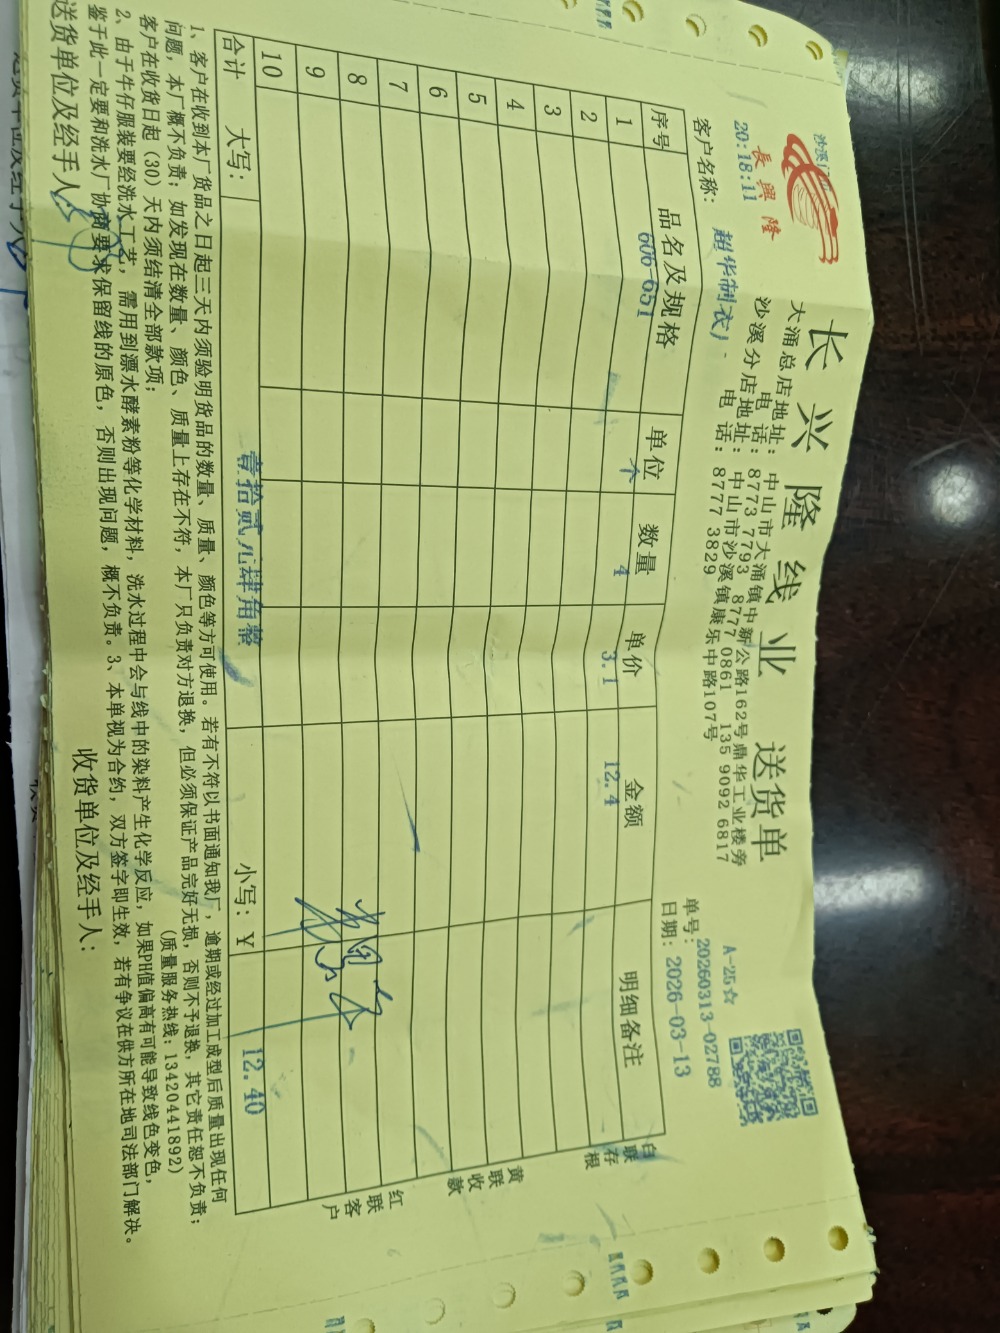 长兴隆线业 送货单
長興隆
20:18:11
大涌总店地址: 中山市大涌镇中新公路162号鼎华工业楼旁
电 话: 8773 7793 8777 0861 135 9092 6817
沙溪分店地址: 中山市沙溪镇康乐中路107号
电 话: 8777 3829
A-25☆
单号: 20260313-02788
客户名称: 超华制衣厂
日期: 2026-03-13
序号 品名及规格 单位 数量 单价 金额 明细备注
1 606-651 个 4 3.1 12.4
2
3
4
5
6
7
8
9
10
合计 大写: 壹拾贰元肆角整 小写: ¥ 12.40
白联存根
黄联收款
红联客户
1、客户在收到本厂货品之日起三天内须验明货品的数量、质量、颜色等方可使用。若有不符以书面通知我厂,逾期或经过加工成型后质量出现任何
问题,本厂概不负责;如发现在数量、颜色、质量上存在不符,本厂只负责对方退换,但必须保证产品完好无损,否则不予退换,其它责任恕不负责;
客户在收货日起(30)天内须结清全部款项; (质量服务热线:13420441892)
2、由于牛仔服装要经洗水工艺,需用到漂水酵素粉等化学材料,洗水过程中会与线中的染料产生化学反应,如果PH值偏高有可能导致线色变色,
鉴于此一定要和洗水厂协商要求保留线的原色,否则出现问题,概不负责。3、本单视为合约,双方签字即生效,若有争议在供方所在地司法部门解决。
送货单位及经手人: 收货单位及经手人: